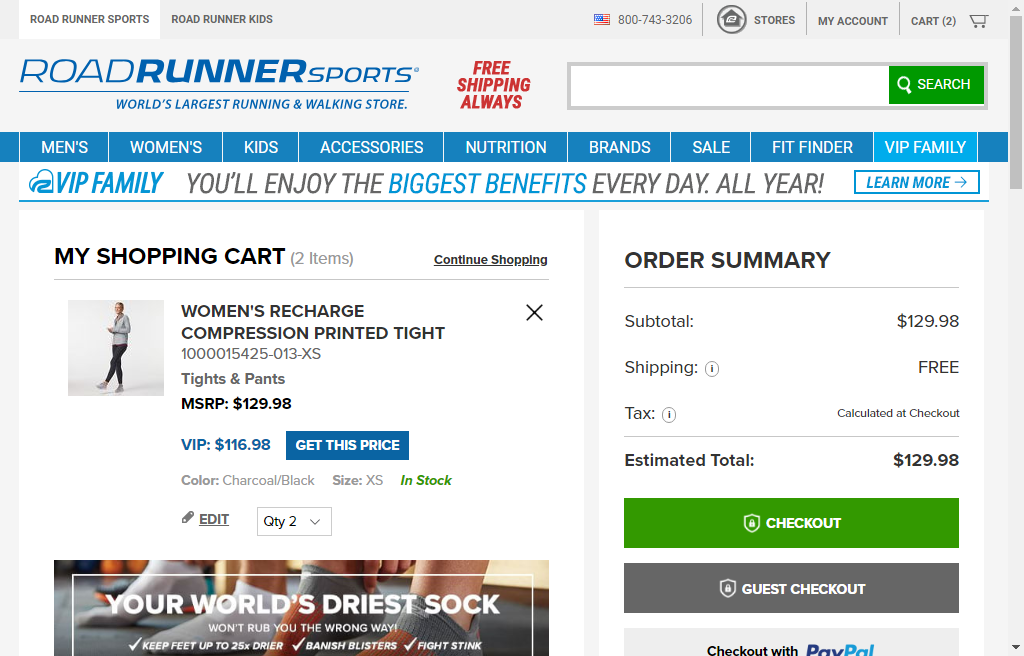 ROAD RUNNER SPORTS
ROAD RUNNER KIDS
800-743-3206
STORES
MY ACCOUNT
CART (2)
ROADRUNNERSPORTS
WORLD'S LARGEST RUNNING & WALKING STORE.
FREE
SHIPPING
ALWAYS
SEARCH
MEN'S WOMEN'S KIDS ACCESSORIES NUTRITION BRANDS SALE FIT FINDER VIP FAMILY
VIP FAMILY YOU'LL ENJOY THE BIGGEST BENEFITS EVERY DAY. ALL YEAR! LEARN MORE →
MY SHOPPING CART (2 Items)
Continue Shopping
WOMEN'S RECHARGE
COMPRESSION PRINTED TIGHT
1000015425-013-XS
Tights & Pants
MSRP: $129.98
VIP: $116.98 GET THIS PRICE
Color: Charcoal/Black Size: XS In Stock
EDIT Qty 2
YOUR WORLD'S DRIEST SOCK
WON'T RUB YOU THE WRONG WAY!
✓KEEP FEET UP TO 25x DRIER ✓BANISH BLISTERS ✓FIGHT STINK
ORDER SUMMARY
Subtotal: $129.98
Shipping: i FREE
Tax: i Calculated at Checkout
Estimated Total: $129.98
CHECKOUT
GUEST CHECKOUT
Checkout with PayPal